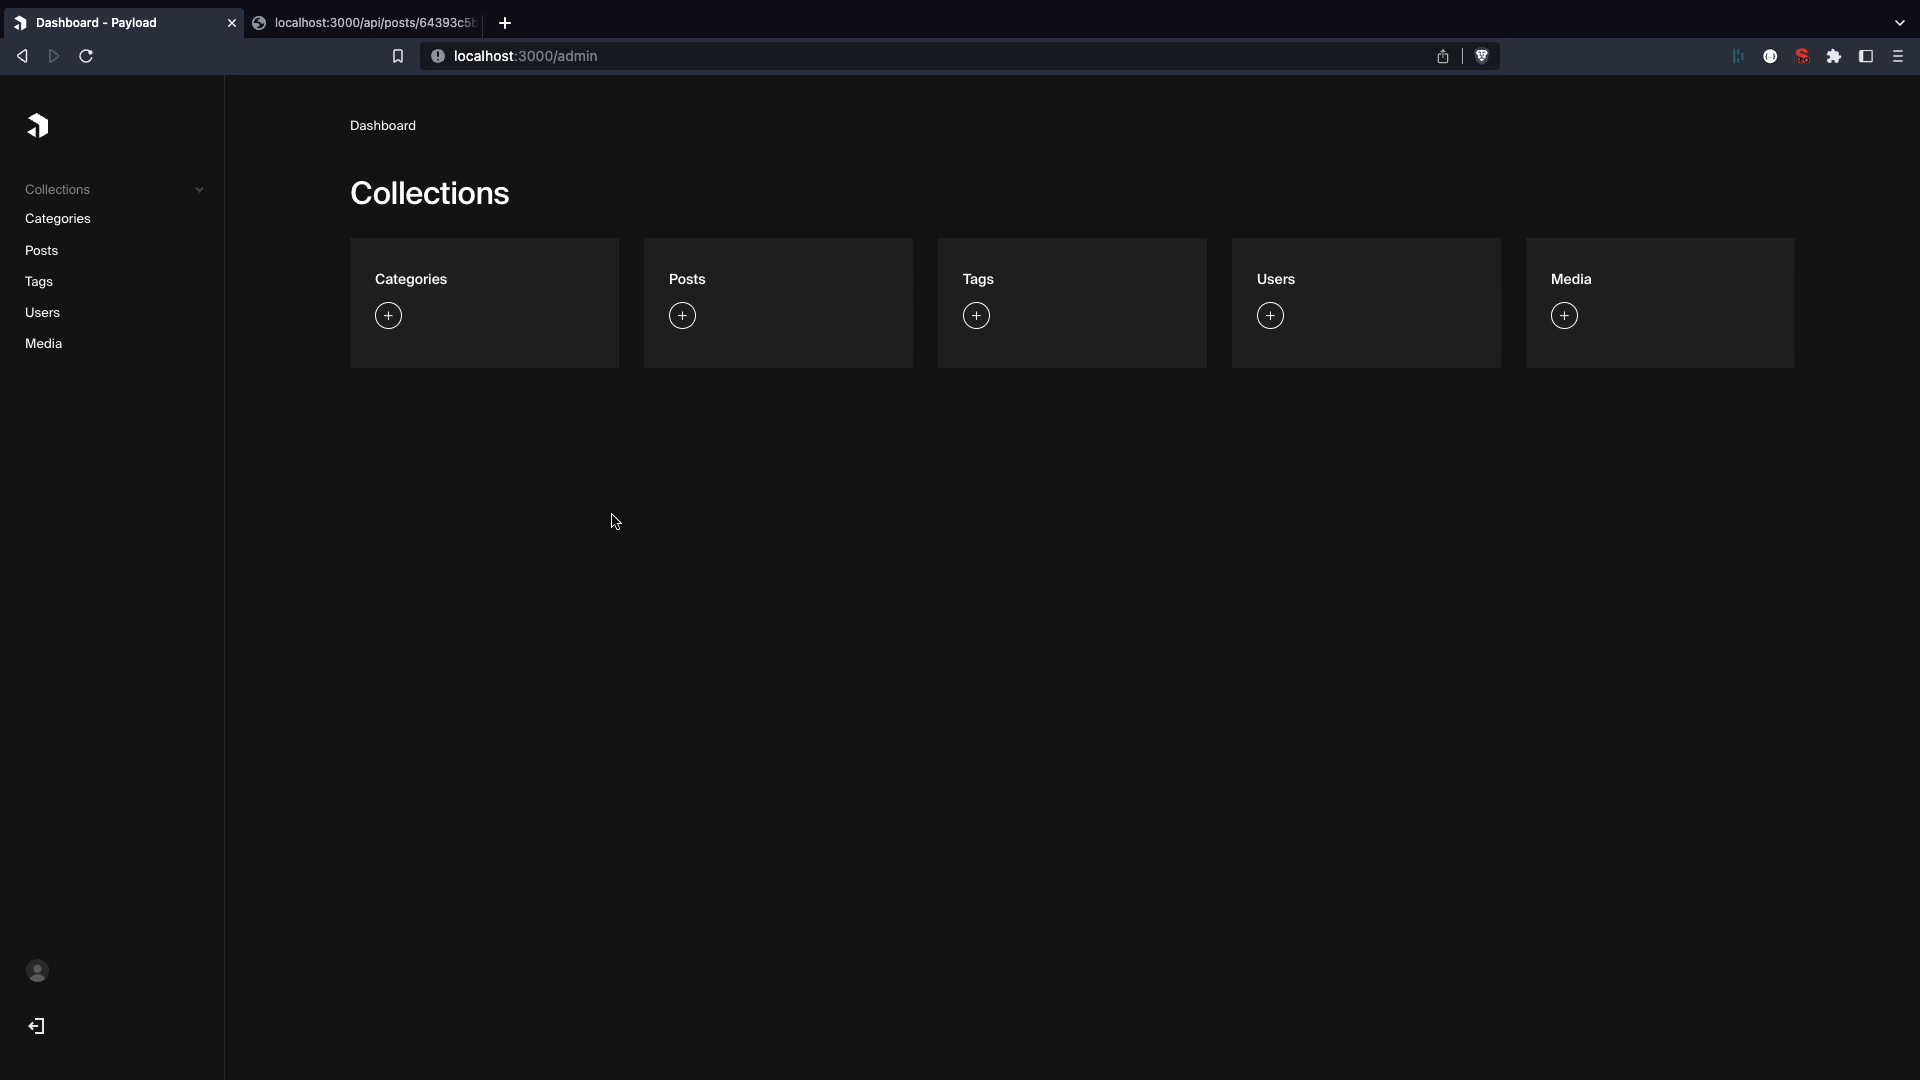 Dashboard - Payload
localhost:3000/api/posts/64393c5b
localhost:3000/admin
Collections
Categories
Posts
Tags
Users
Media
Dashboard
Collections
Categories
Posts
Tags
Users
Media